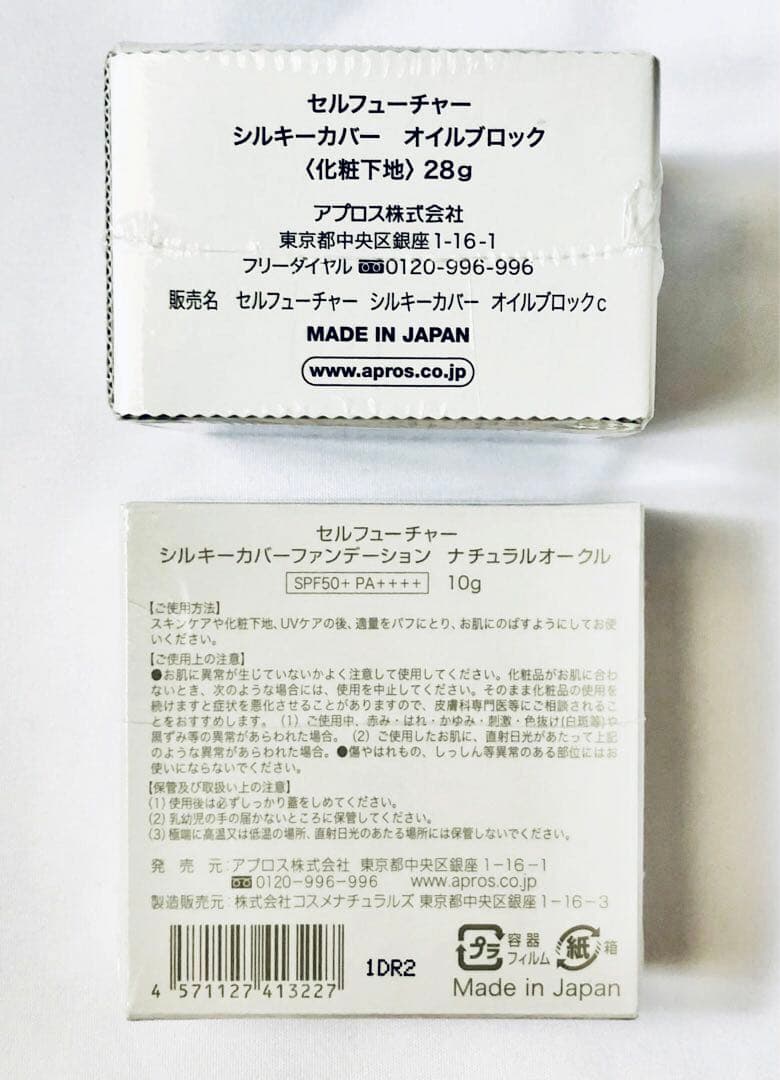 セルフューチャー
シルキーカバー　オイルブロック
〈化粧下地〉28g
アプロス株式会社
東京都中央区銀座1-16-1
フリーダイヤル 0120-996-996
販売名　セルフューチャー　シルキーカバー　オイルブロックc
MADE IN JAPAN
www.apros.co.jp
セルフューチャー
シルキーカバーファンデーション　ナチュラルオークル
SPF50+ PA++++　10g
【ご使用方法】
スキンケアや化粧下地、UVケアの後、適量をパフにとり、お肌にのばすようにしてお使
いください。
【ご使用上の注意】
●お肌に異常が生じていないかよく注意して使用してください。化粧品がお肌に合わ
ないとき、次のような場合には、使用を中止してください。そのまま化粧品の使用を
続けますと症状を悪化させることがありますので、皮膚科専門医等にご相談されるこ
とをおすすめします。（1）ご使用中、赤み・はれ・かゆみ・刺激・色抜け(白斑等)や
黒ずみ等の異常があらわれた場合。（2）ご使用したお肌に、直射日光があたって上記
のような異常があらわれた場合。●傷やはれもの、しっしん等異常のある部位にはお
使いにならないでください。
【保管及び取扱い上の注意】
(1) 使用後は必ずしっかり蓋をしめてください。
(2) 乳幼児の手の届かないところに保管してください。
(3) 極端に高温又は低温の場所、直射日光のあたる場所には保管しないでください。
発　売　元：アプロス株式会社 東京都中央区銀座1-16-1
0120-996-996　www.apros.co.jp
製造販売元：株式会社コスメナチュラルズ 東京都中央区銀座1-16-3
4 571127 413227
1DR2
プラ 容器 フィルム 紙 箱
Made in Japan